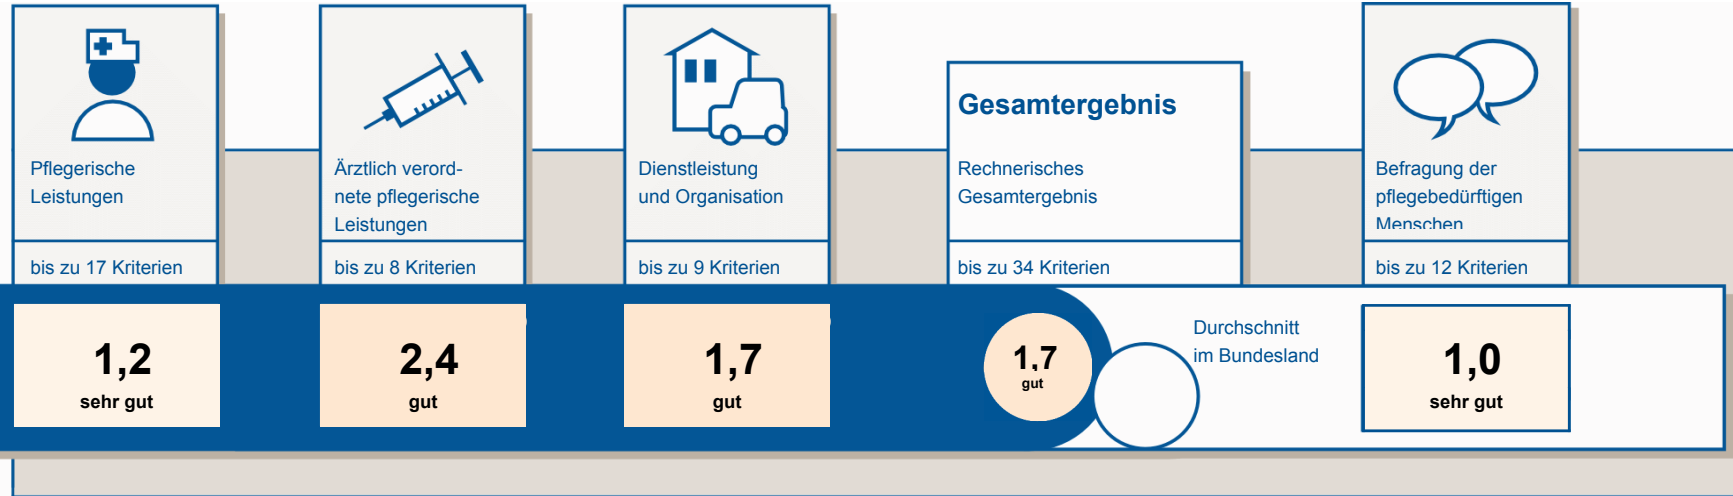 Pflegerische
Leistungen
bis zu 17 Kriterien
1,2
sehr gut
Ärztlich verord-
nete pflegerische
Leistungen
bis zu 8 Kriterien
2,4
gut
Dienstleistung
und Organisation
bis zu 9 Kriterien
1,7
gut
Gesamtergebnis
Rechnerisches
Gesamtergebnis
bis zu 34 Kriterien
1,7
gut
Durchschnitt
im Bundesland
Befragung der
pflegebedürftigen
Menschen
bis zu 12 Kriterien
1,0
sehr gut